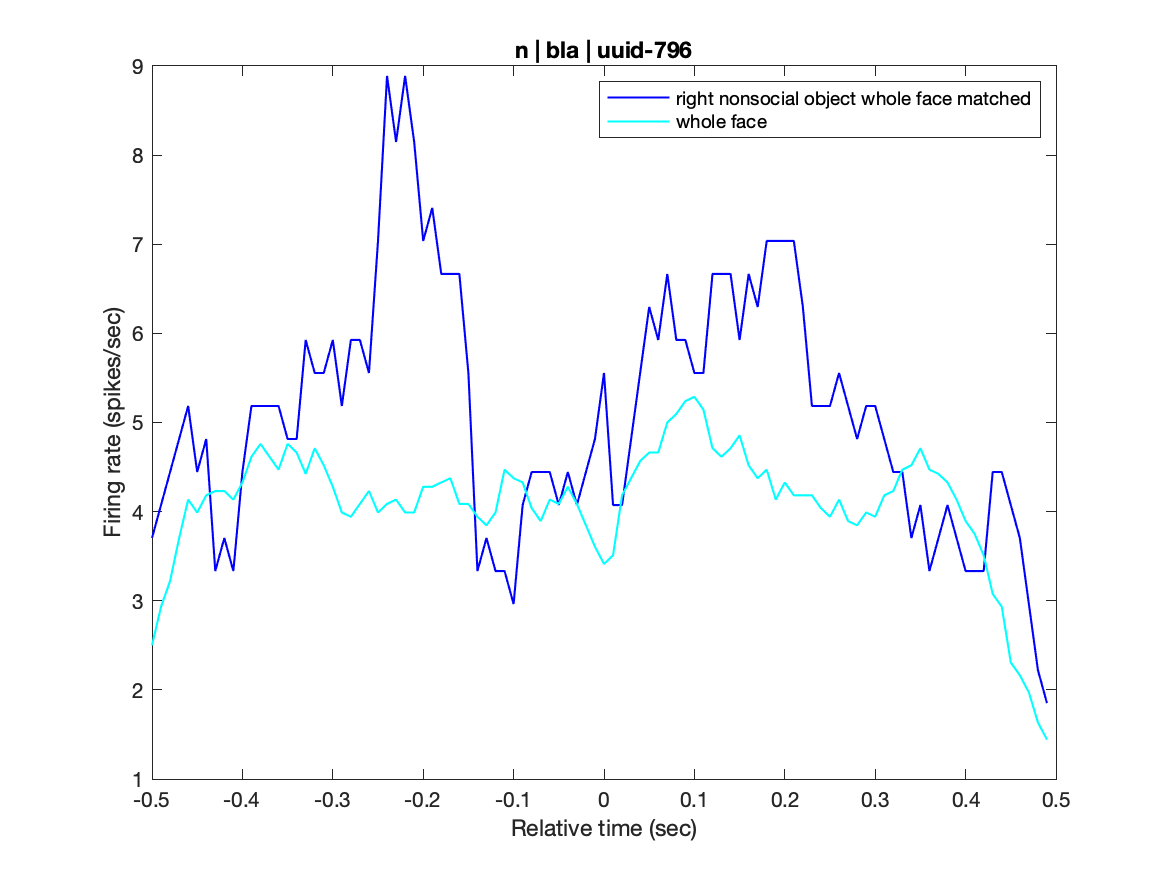 n | bla | uuid-796
right nonsocial object whole face matched
whole face
9
8
7
6
5
4
3
2
1
Firing rate (spikes/sec)
-0.5 -0.4 -0.3 -0.2 -0.1 0 0.1 0.2 0.3 0.4 0.5
Relative time (sec)